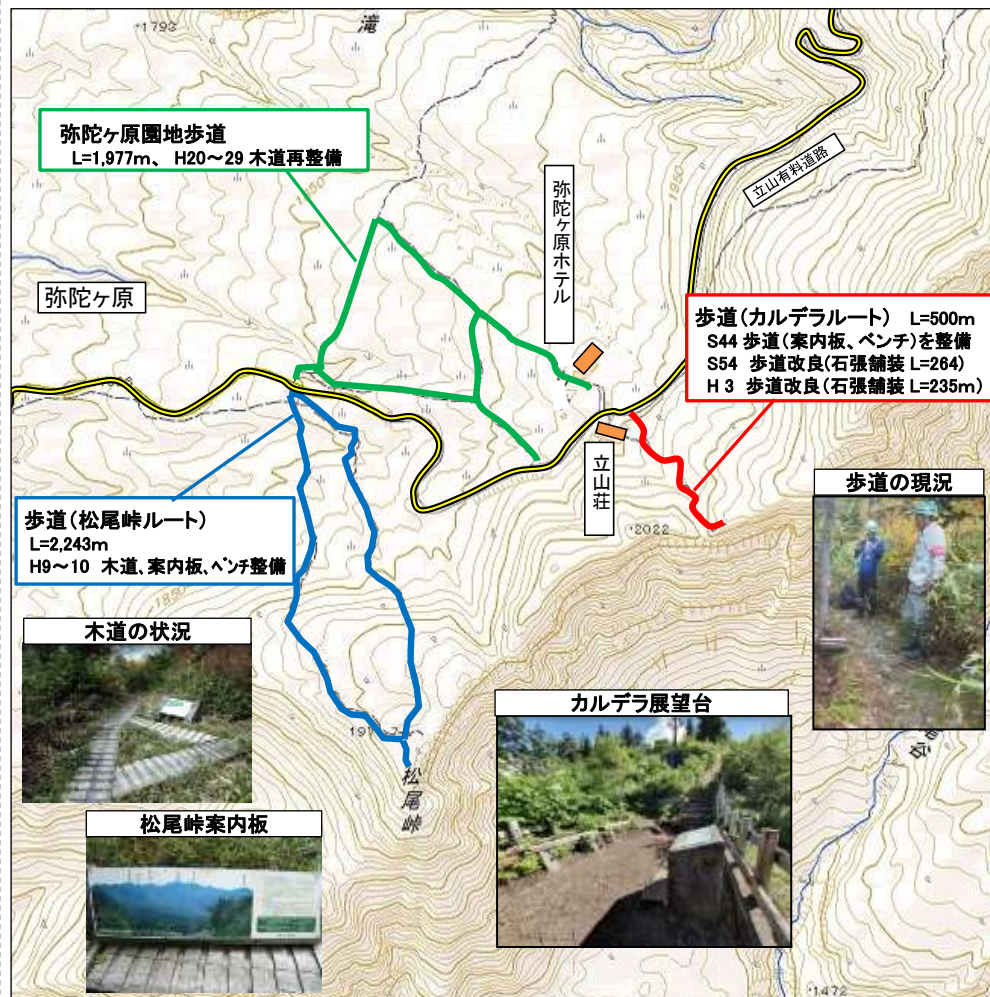 ・1793
滝
弥陀ヶ原園地歩道
L=1,977m、 H20～29 木道再整備
1950
立山有料道路
弥陀ヶ原ホテル
弥陀ヶ原
歩道(カルデラルート) L=500m
S44 歩道(案内板、ベンチ)を整備
S54 歩道改良(石張舗装 L=264)
H 3 歩道改良(石張舗装 L=235m)
立山荘
歩道の現況
・2022
歩道(松尾峠ルート)
L=2,243m
H9～10 木道、案内板、ベンチ整備
1850
木道の状況
カルデラ展望台
松尾峠
松尾峠案内板
谷
・1472